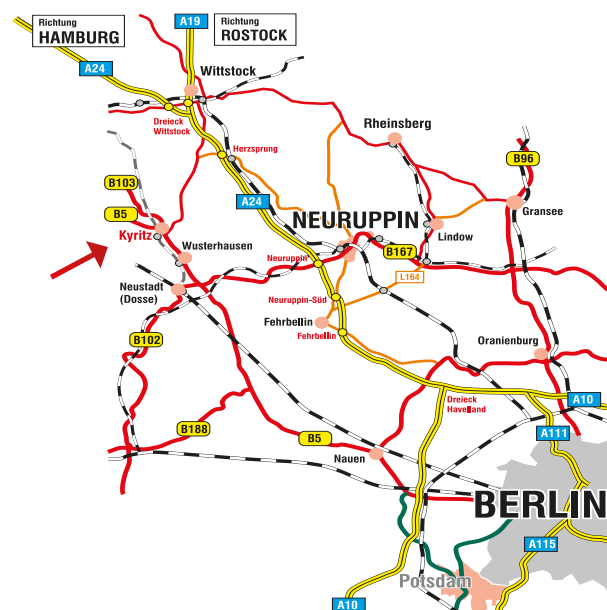 Richtung
HAMBURG
A19
Richtung
ROSTOCK
A24
Wittstock
Dreieck
Wittstock
Rheinsberg
Herzsprung
B96
B103
A24
B5
NEURUPPIN
Gransee
Kyritz
Lindow
Wusterhausen
B167
Neuruppin
L164
Neustadt
(Dosse)
Neuruppin-Süd
Fehrbellin
Fehrbellin
B102
Oranienburg
Dreieck
Havelland
A10
B188
B5
A111
Nauen
BERLIN
A115
Potsdam
A10